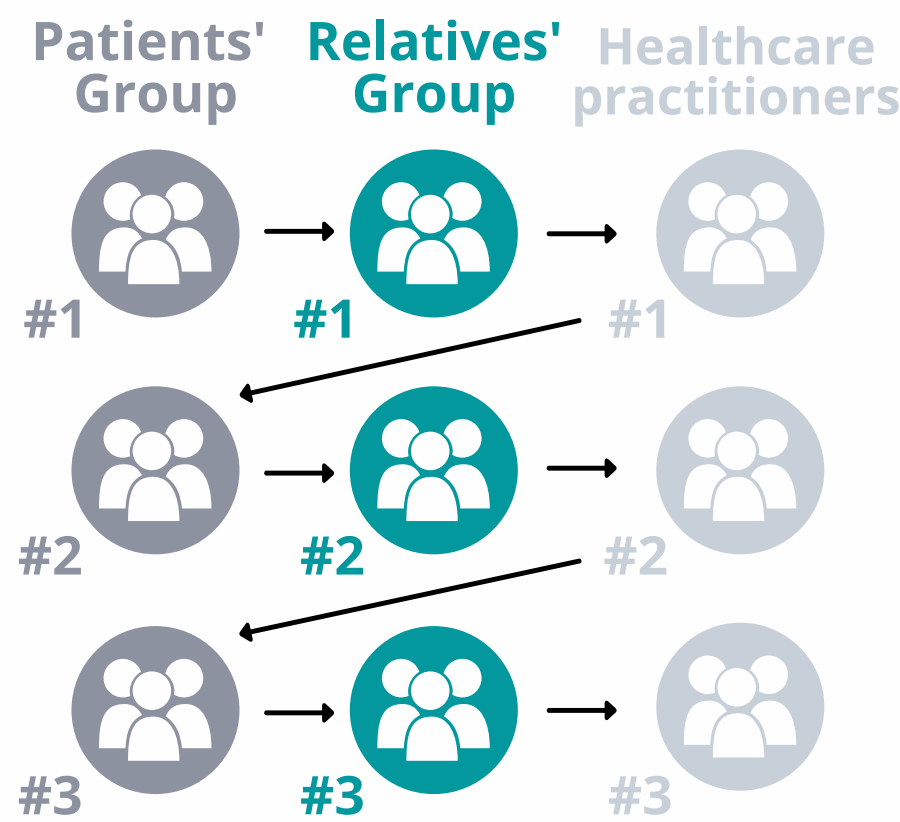 Patients'
Group
Relatives'
Group
Healthcare
practitioners
#1
#1
#1
#2
#2
#2
#3
#3
#3